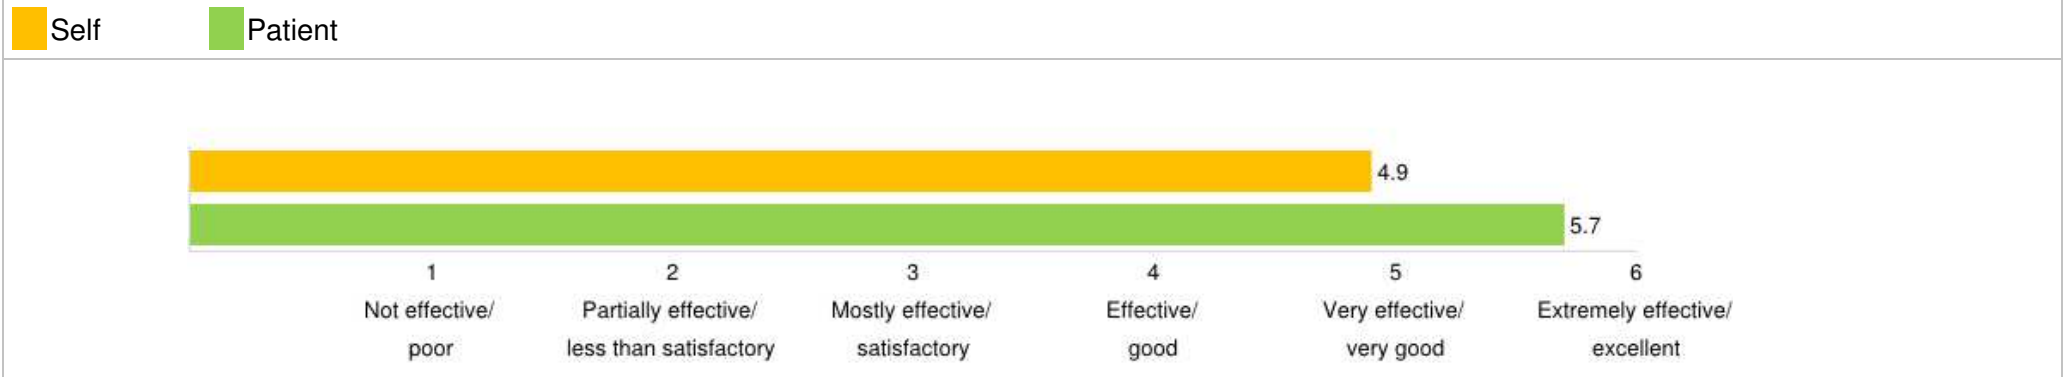 Self Patient
4.9
5.7
1 2 3 4 5 6
Not effective/ Partially effective/ Mostly effective/ Effective/ Very effective/ Extremely effective/
poor less than satisfactory satisfactory good very good excellent